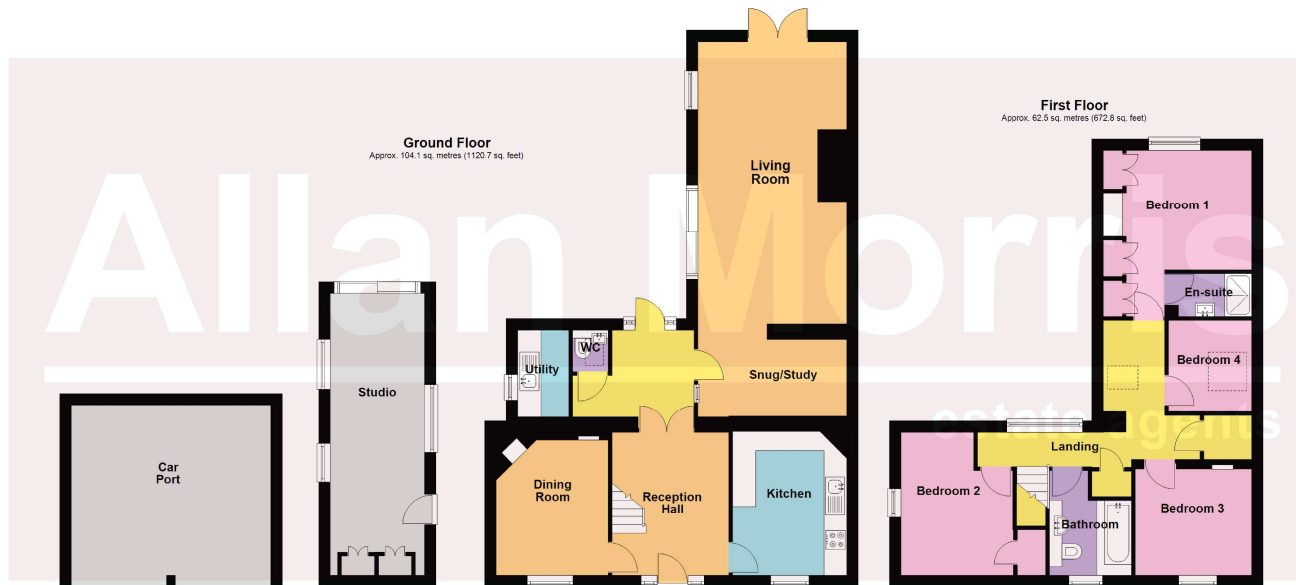 Ground Floor
Approx. 104.1 sq. metres (1120.7 sq. feet)
First Floor
Approx. 62.5 sq. metres (672.8 sq. feet)
Allan Morris
estate agents
Living
Room
Studio
Car
Port
Utility
WC
Snug/Study
Dining
Room
Reception
Hall
Kitchen
Bedroom 1
En-suite
Bedroom 4
Landing
Bedroom 2
Bathroom
Bedroom 3